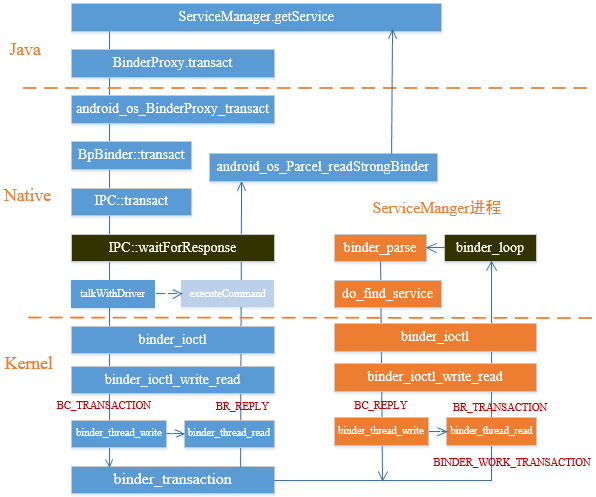 ServiceManager.getService
Java
BinderProxy.transact
android_os_BinderProxy_transact
BpBinder::transact
android_os_Parcel_readStrongBinder
Native
IPC::transact
ServiceManger进程
IPC::waitForResponse
binder_parse
binder_loop
talkWithDriver
executeCommand
do_find_service
binder_ioctl
binder_ioctl
Kernel
binder_ioctl_write_read
binder_ioctl_write_read
BC_TRANSACTION
BR_REPLY
BC_REPLY
BR_TRANSACTION
binder_thread_write
binder_thread_read
binder_thread_write
binder_thread_read
BINDER_WORK_TRANSACTION
binder_transaction